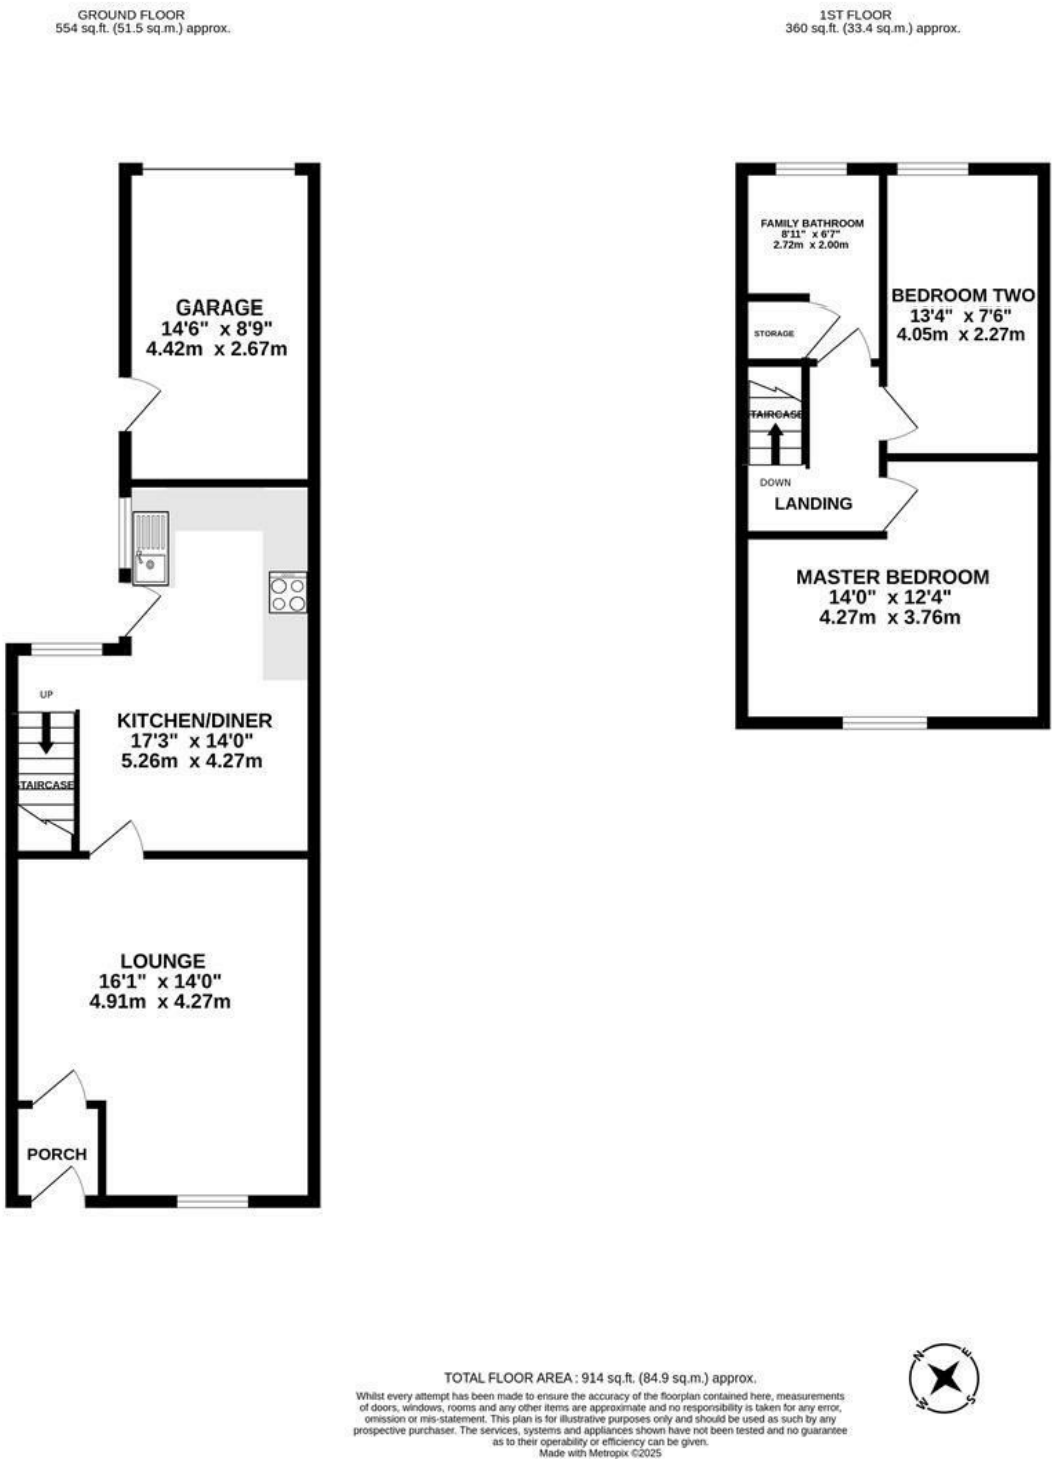 GROUND FLOOR
554 sq.ft. (51.5 sq.m.) approx.
1ST FLOOR
360 sq.ft. (33.4 sq.m.) approx.
GARAGE
14'6" x 8'9"
4.42m x 2.67m
UP
STAIRCASE
KITCHEN/DINER
17'3" x 14'0"
5.26m x 4.27m
LOUNGE
16'1" x 14'0"
4.91m x 4.27m
PORCH
FAMILY BATHROOM
8'11" x 6'7"
2.72m x 2.00m
BEDROOM TWO
13'4" x 7'6"
4.05m x 2.27m
STORAGE
STAIRCASE
DOWN
LANDING
MASTER BEDROOM
14'0" x 12'4"
4.27m x 3.76m
N
E
W
S
TOTAL FLOOR AREA : 914 sq.ft. (84.9 sq.m.) approx.
Whilst every attempt has been made to ensure the accuracy of the floorplan contained here, measurements
of doors, windows, rooms and any other items are approximate and no responsibility is taken for any error,
omission or mis-statement. This plan is for illustrative purposes only and should be used as such by any
prospective purchaser. The services, systems and appliances shown have not been tested and no guarantee
as to their operability or efficiency can be given.
Made with Metropix ©2025